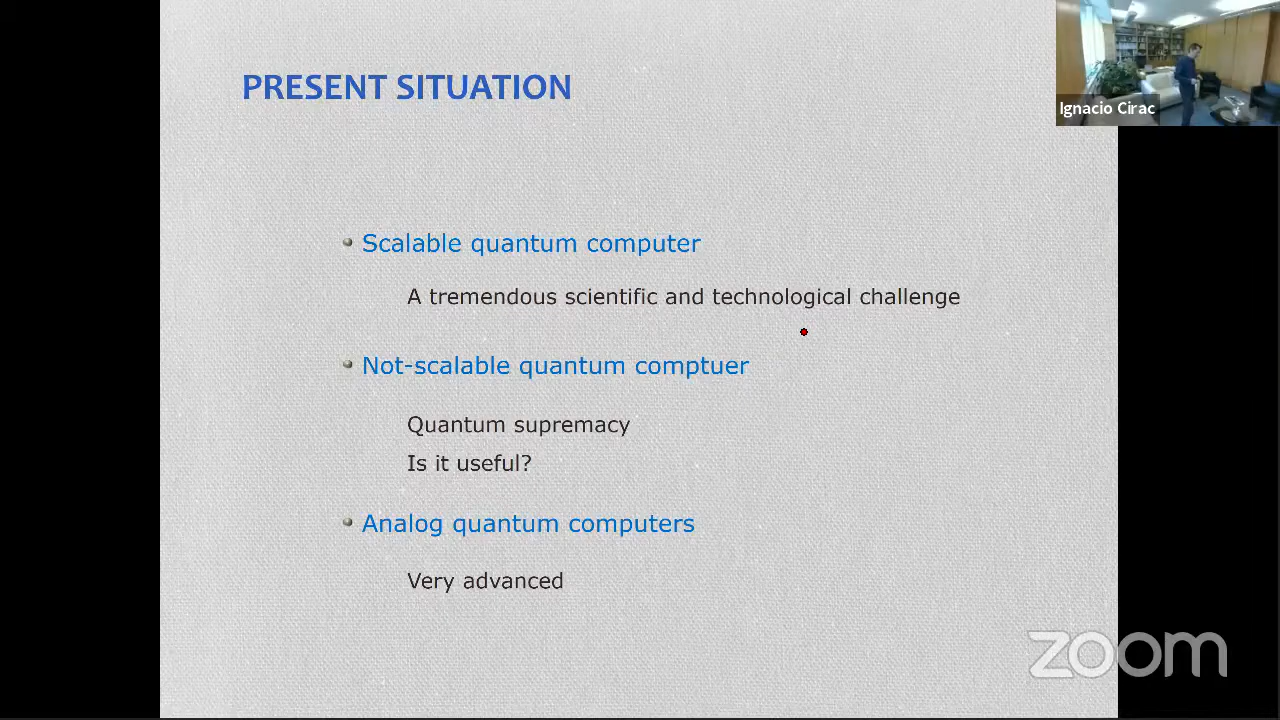 PRESENT SITUATION
Ignacio Cirac
Scalable quantum computer
A tremendous scientific and technological challenge
Not-scalable quantum comptuer
Quantum supremacy
Is it useful?
Analog quantum computers
Very advanced
zoom